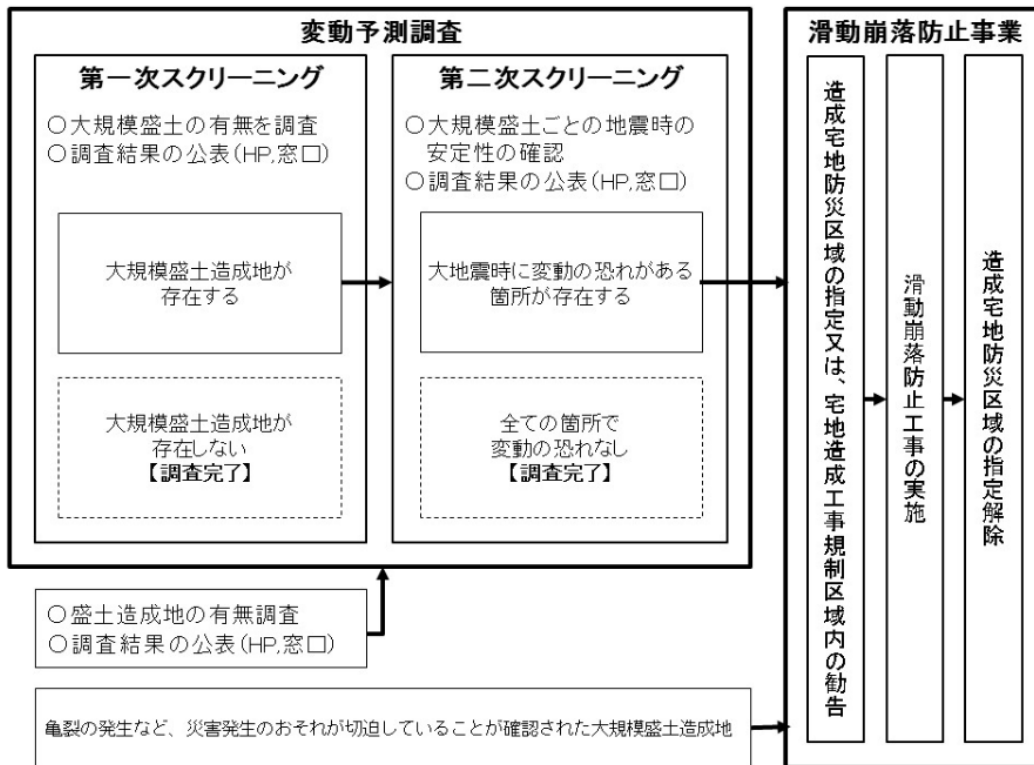 変動予測調査
第一次スクリーニング
○大規模盛土の有無を調査
○調査結果の公表(HP,窓口)
大規模盛土造成地が
存在する
大規模盛土造成地が
存在しない
【調査完了】
第二次スクリーニング
○大規模盛土ごとの地震時の
安定性の確認
○調査結果の公表(HP,窓口)
大地震時に変動の恐れがある
箇所が存在する
全ての箇所で
変動の恐れなし
【調査完了】
滑動崩落防止事業
造成宅地防災区域の指定又は、宅地造成工事規制区域内の勧告
滑動崩落防止工事の実施
造成宅地防災区域の指定解除
○盛土造成地の有無調査
○調査結果の公表(HP,窓口)
亀裂の発生など、災害発生のおそれが切迫していることが確認された大規模盛土造成地